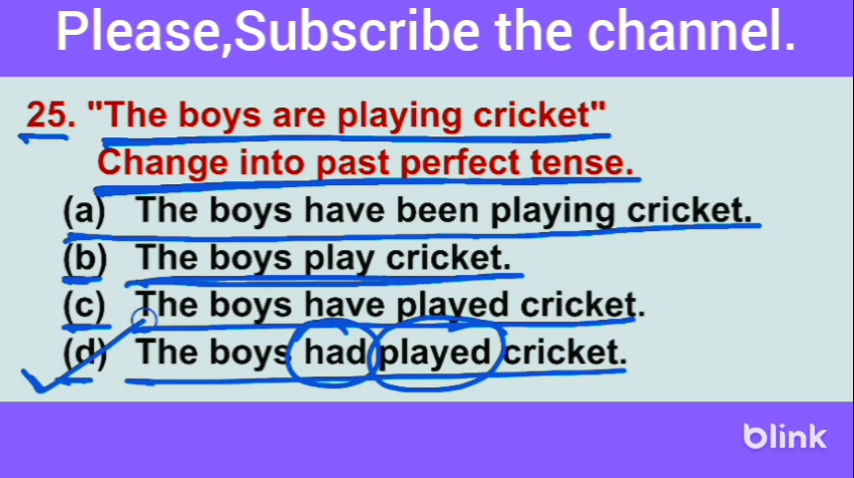 Please,Subscribe the channel.
25. "The boys are playing cricket"
Change into past perfect tense.
(a) The boys have been playing cricket.
(b) The boys play cricket.
(c) The boys have played cricket.
(d) The boys had played cricket.
blink